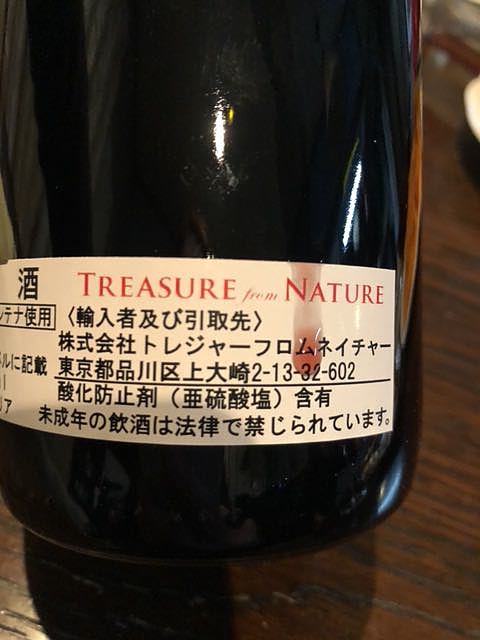 酒 TREASURE from NATURE
ンテナ使用 〈輸入者及び引取先〉
株式会社トレジャーフロムネイチャー
ルに記載 東京都品川区上大崎2-13-32-602
酸化防止剤（亜硫酸塩）含有
リア 未成年の飲酒は法律で禁じられています。